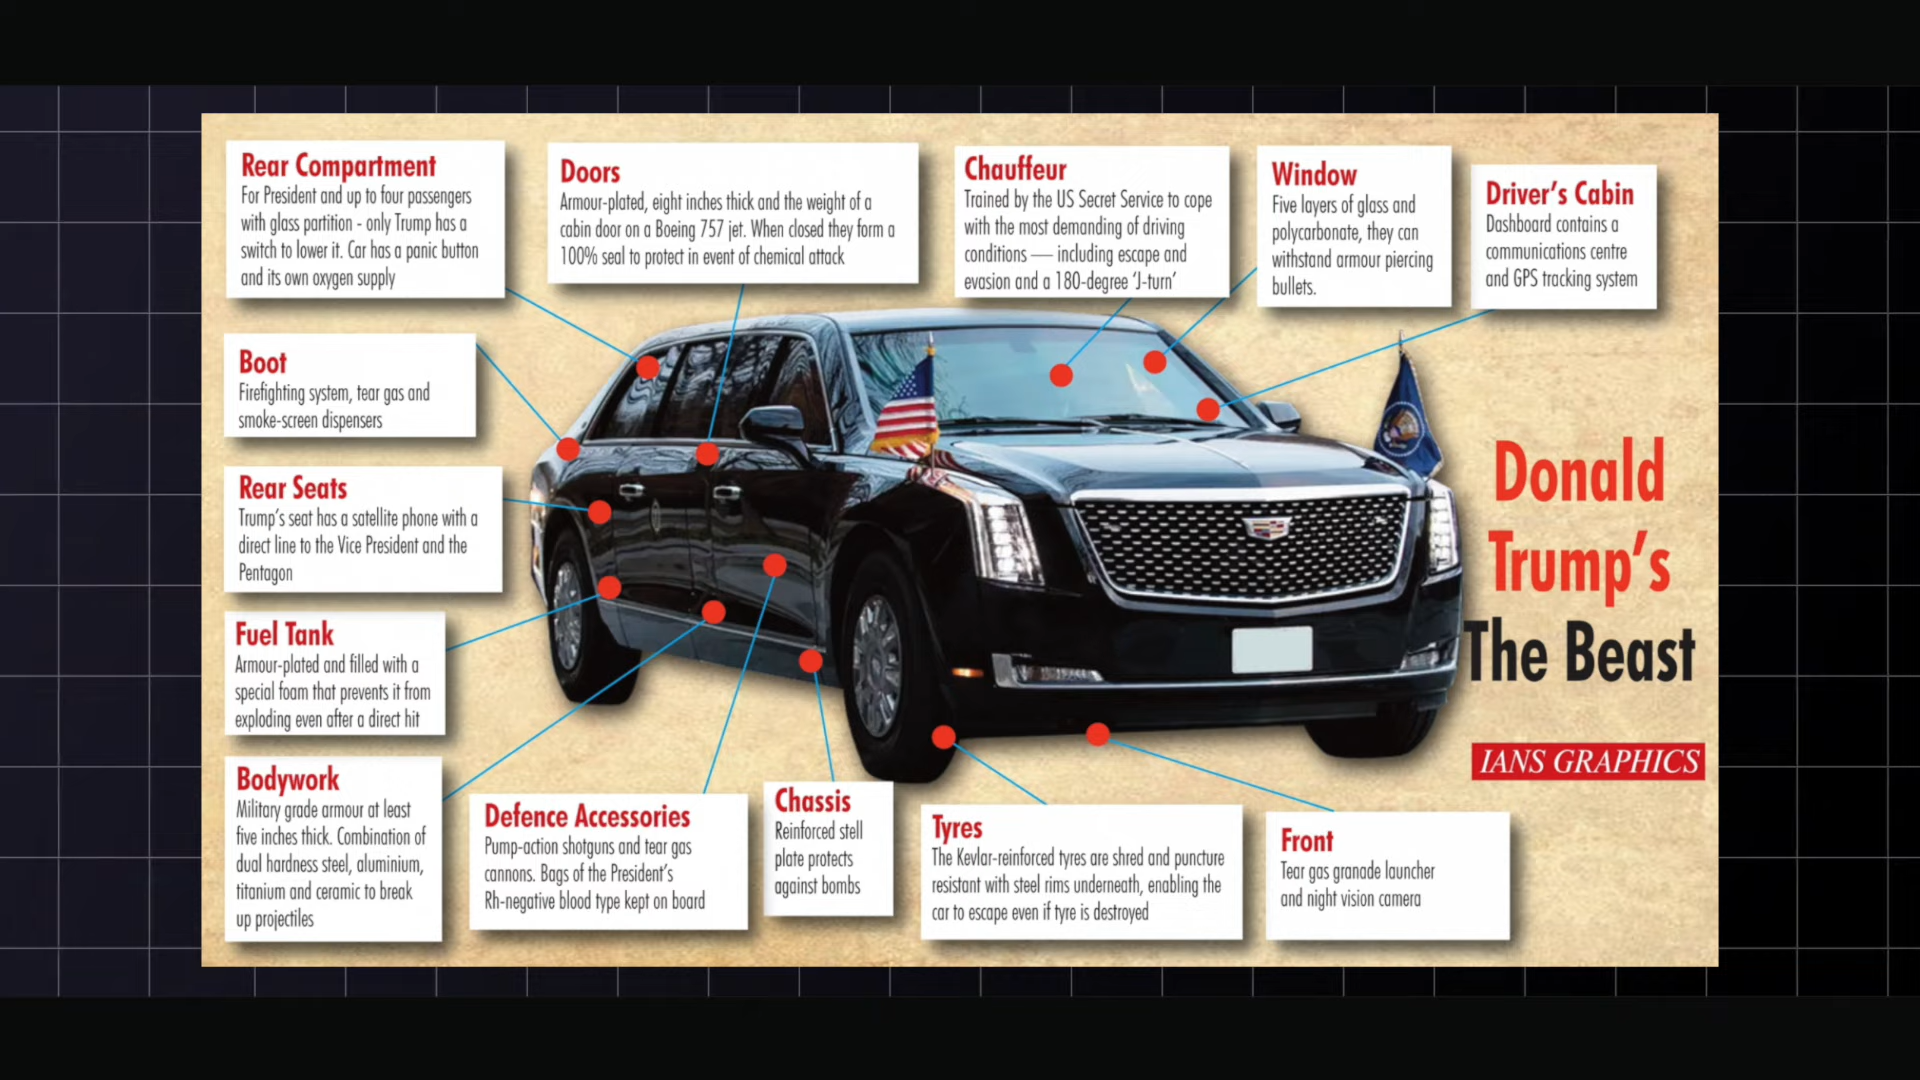 Rear Compartment
For President and up to four passengers
with glass partition - only Trump has a
switch to lower it. Car has a panic button
and its own oxygen supply
Doors
Armour-plated, eight inches thick and the weight of a
cabin door on a Boeing 757 jet. When closed they form a
100% seal to protect in event of chemical attack
Chauffeur
Trained by the US Secret Service to cope
with the most demanding of driving
conditions — including escape and
evasion and a 180-degree ‘J-turn’
Window
Five layers of glass and
polycarbonate, they can
withstand armour piercing
bullets.
Driver’s Cabin
Dashboard contains a
communications centre
and GPS tracking system
Boot
Firefighting system, tear gas and
smoke-screen dispensers
Rear Seats
Trump’s seat has a satellite phone with a
direct line to the Vice President and the
Pentagon
Fuel Tank
Armour-plated and filled with a
special foam that prevents it from
exploding even after a direct hit
Bodywork
Military grade armour at least
five inches thick. Combination of
dual hardness steel, aluminium,
titanium and ceramic to break
up projectiles
Defence Accessories
Pump-action shotguns and tear gas
cannons. Bags of the President’s
Rh-negative blood type kept on board
Chassis
Reinforced stell
plate protects
against bombs
Tyres
The Kevlar-reinforced tyres are shred and puncture
resistant with steel rims underneath, enabling the
car to escape even if tyre is destroyed
Front
Tear gas granade launcher
and night vision camera
Donald
Trump’s
The Beast
IANS GRAPHICS